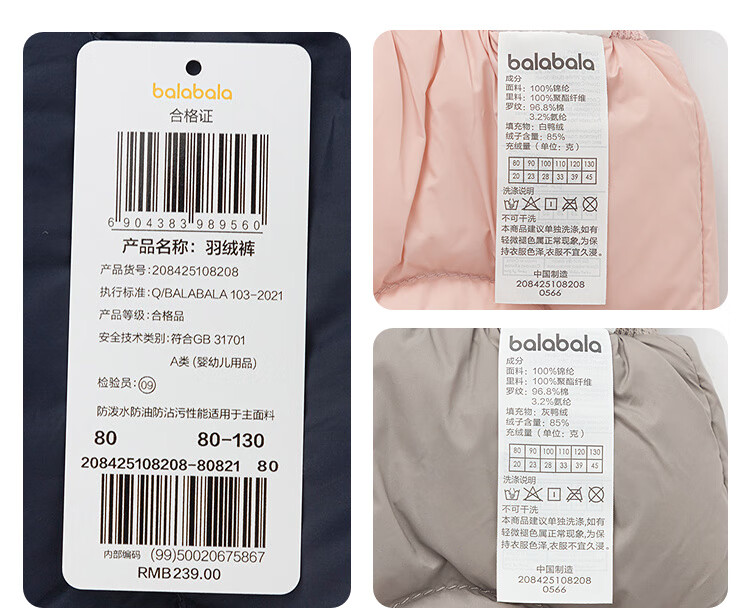 balabala
合格证
6 904383 989560
产品名称: 羽绒裤
产品货号: 208425108208
执行标准: Q/BALABALA 103-2021
产品等级: 合格品
安全技术类别: 符合GB 31701
A类 (婴幼儿用品)
检验员: 09
防泼水防油防沾污性能适用于主面料
80 80-130
208425108208-80821 80
内部编码 (99)50020675867
RMB239.00
balabala
成分
面料: 100%锦纶
里料: 100%聚酯纤维
罗纹: 96.8%棉
3.2%氨纶
填充物: 白鸭绒
绒子含量: 85%
充绒量 (单位: 克)
80 90 100 110 120 130
20 23 28 33 39 45
洗涤说明
不可干洗
本商品建议单独洗涤,如有
轻微褪色属正常现象,为保
持衣服色泽,衣服不宜久浸。
中国制造
208425108208
0566
balabala
成分
面料: 100%锦纶
里料: 100%聚酯纤维
罗纹: 96.8%棉
3.2%氨纶
填充物: 灰鸭绒
绒子含量: 85%
充绒量 (单位: 克)
80 90 100 110 120 130
20 23 28 33 39 45
洗涤说明
不可干洗
本商品建议单独洗涤,如有
轻微褪色属正常现象,为保
持衣服色泽,衣服不宜久浸。
中国制造
208425108208
0566